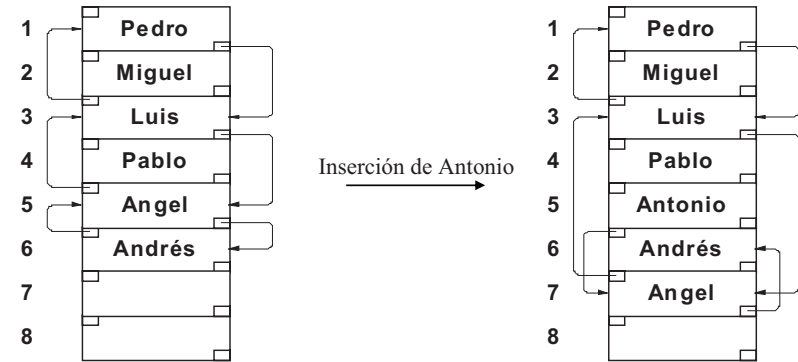 1 Pedro
2 Miguel
3 Luis
4 Pablo
5 Angel
6 Andrés
7
8
Inserción de Antonio
1 Pedro
2 Miguel
3 Luis
4 Pablo
5 Antonio
6 Andrés
7 Angel
8